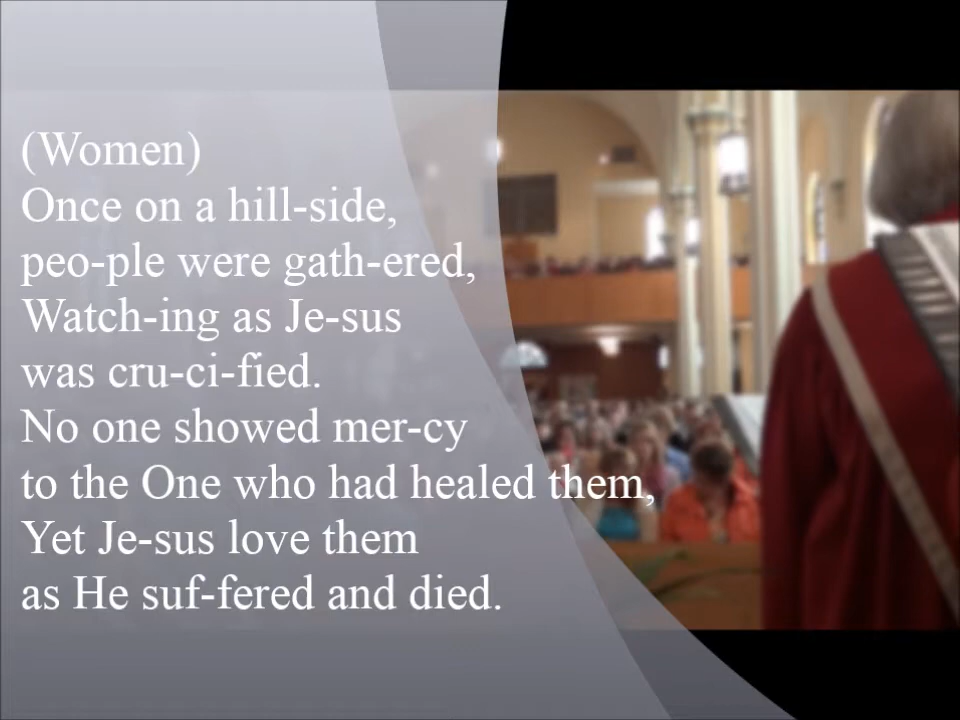 (Women)
Once on a hill-side,
peo-ple were gath-ered,
Watch-ing as Je-sus
was cru-ci-fied.
No one showed mer-cy
to the One who had healed them,
Yet Je-sus love them
as He suf-fered and died.